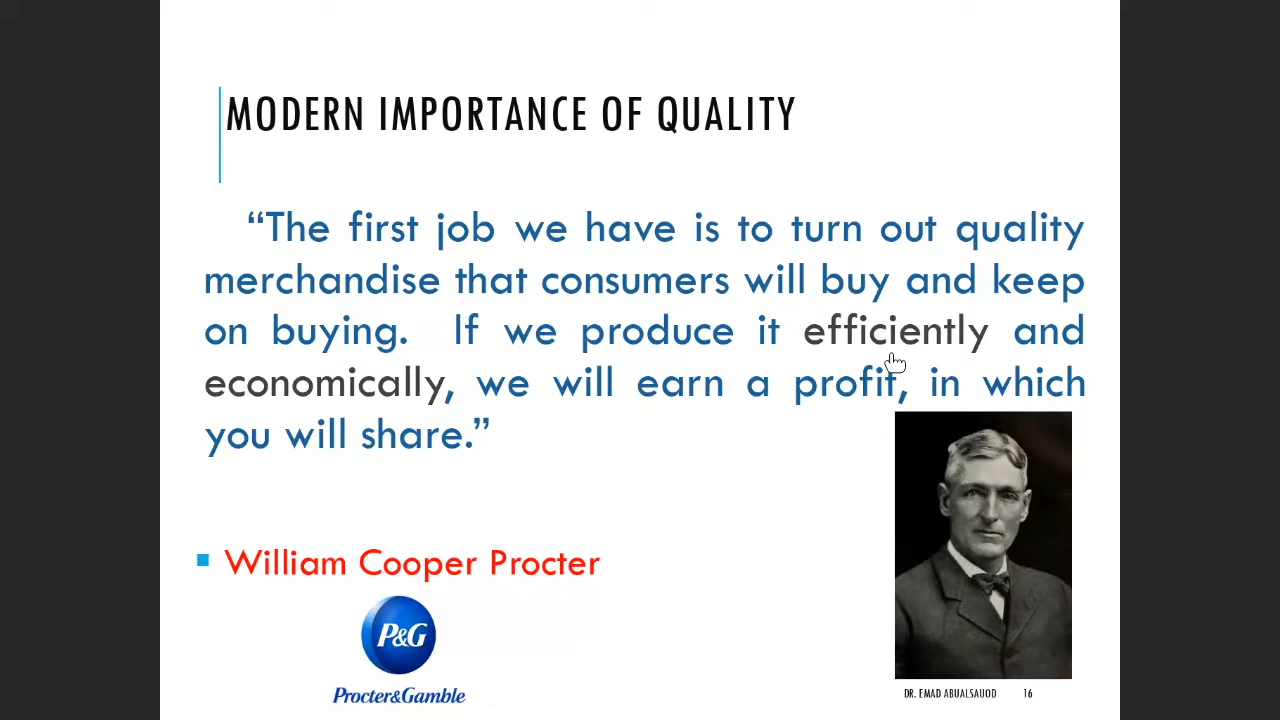 MODERN IMPORTANCE OF QUALITY
“The first job we have is to turn out quality
merchandise that consumers will buy and keep
on buying. If we produce it efficiently and
economically, we will earn a profit, in which
you will share.”
William Cooper Procter
P&G
Procter&Gamble
DR. EMAD ABUALSAUOD 16